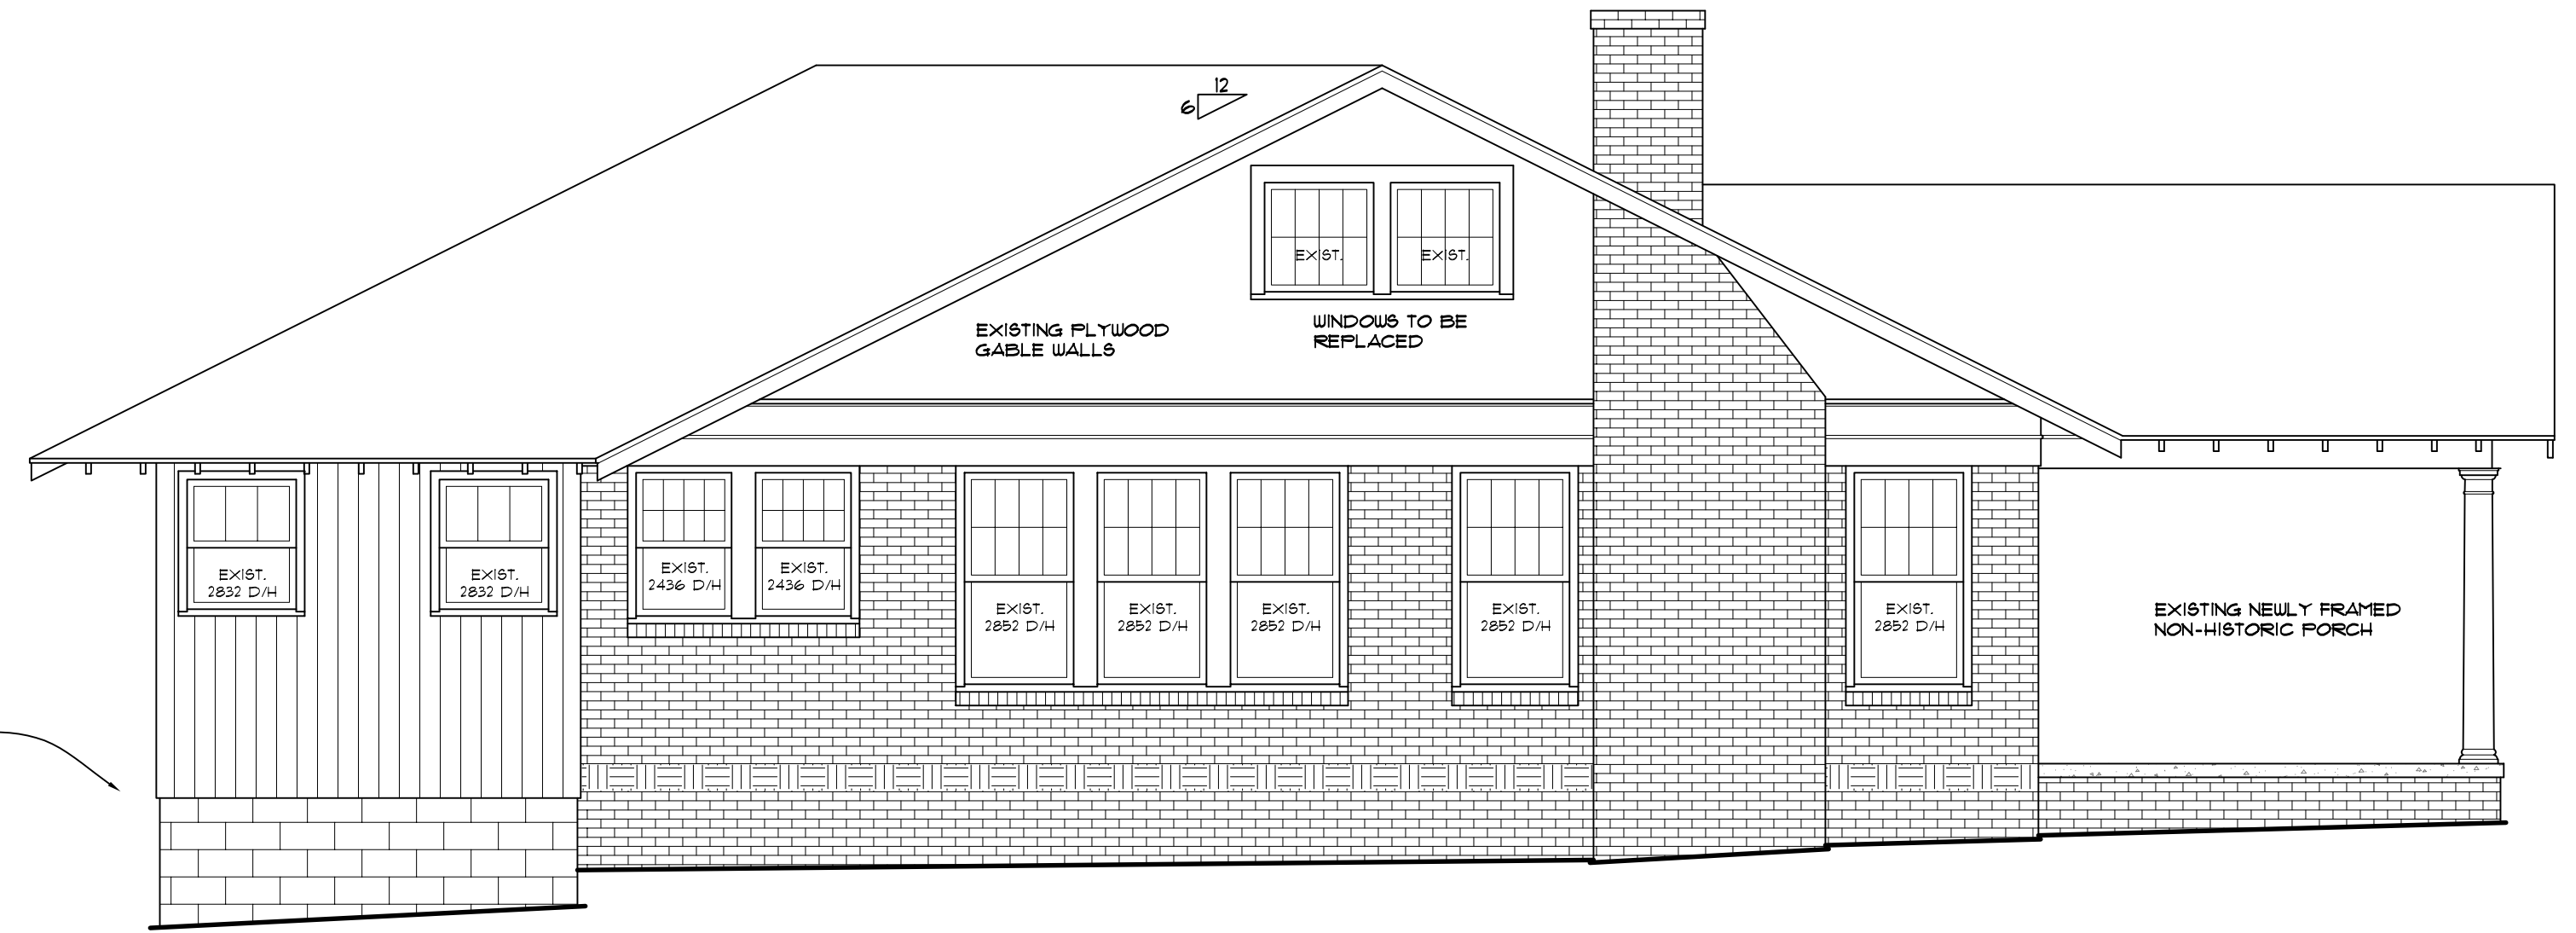 12
6
EXIST.
EXIST.
EXISTING PLYWOOD
GABLE WALLS
WINDOWS TO BE
REPLACED
EXIST.
2832 D/H
EXIST.
2832 D/H
EXIST.
2436 D/H
EXIST.
2436 D/H
EXIST.
2852 D/H
EXIST.
2852 D/H
EXIST.
2852 D/H
EXIST.
2852 D/H
EXIST.
2852 D/H
EXISTING NEWLY FRAMED
NON-HISTORIC PORCH